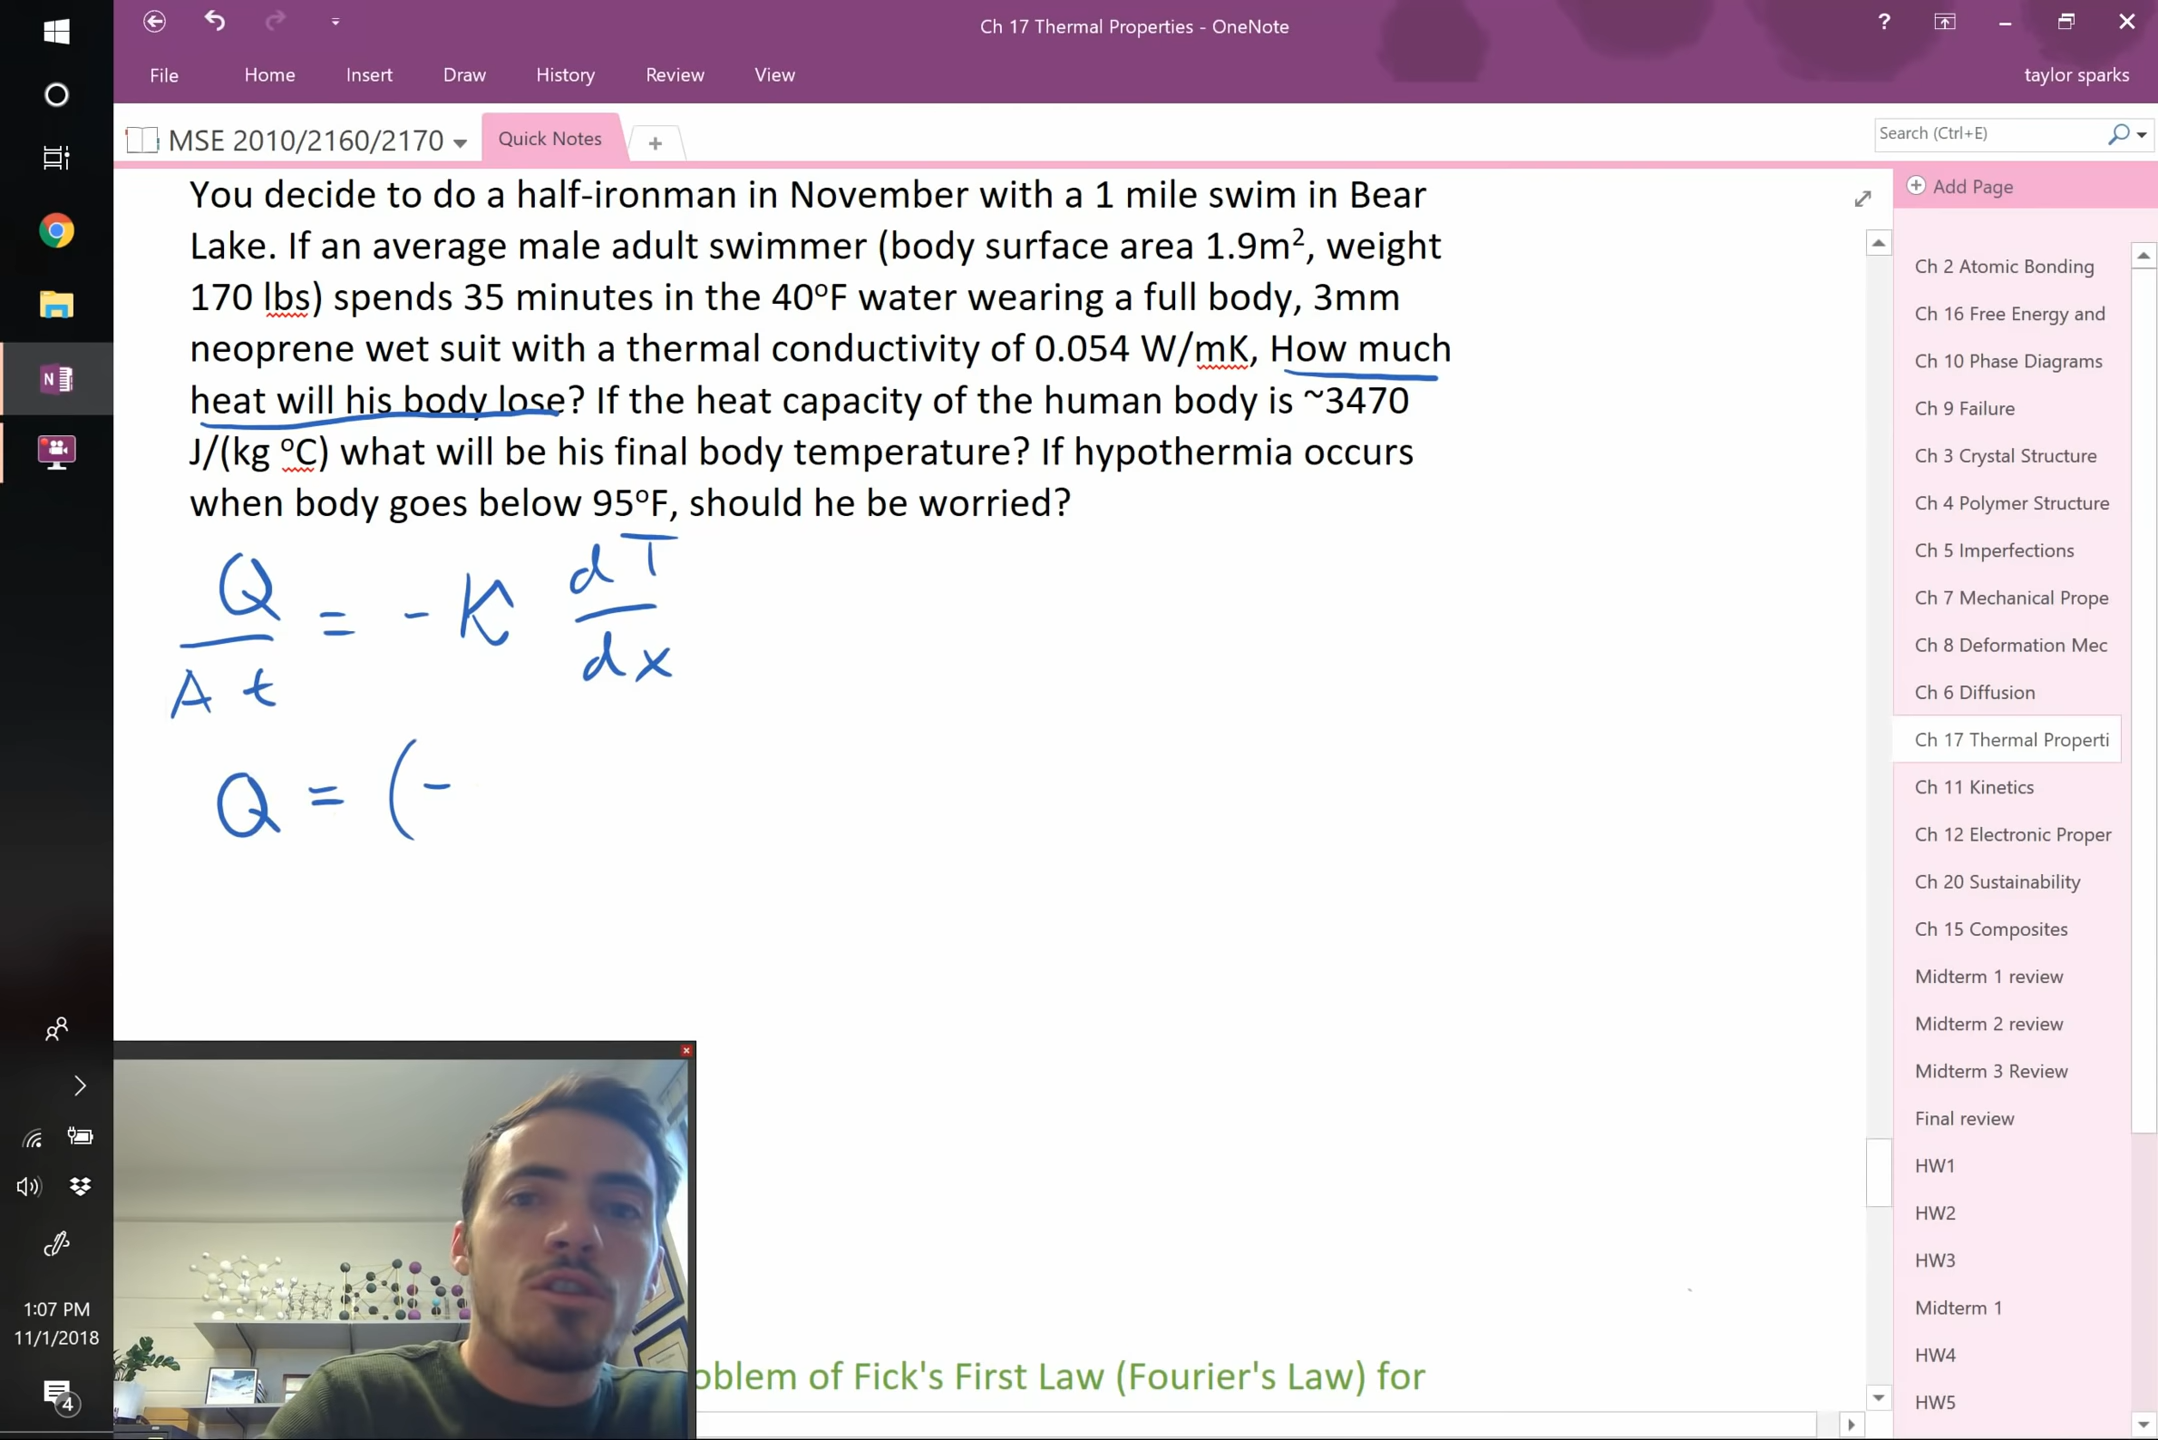 Ch 17 Thermal Properties - OneNote
?
File Home Insert Draw History Review View
taylor sparks
MSE 2010/2160/2170
Quick Notes
+
Search (Ctrl+E)
You decide to do a half-ironman in November with a 1 mile swim in Bear
Lake. If an average male adult swimmer (body surface area 1.9m², weight
170 lbs) spends 35 minutes in the 40°F water wearing a full body, 3mm
neoprene wet suit with a thermal conductivity of 0.054 W/mK, How much
heat will his body lose? If the heat capacity of the human body is ~3470
J/(kg °C) what will be his final body temperature? If hypothermia occurs
when body goes below 95°F, should he be worried?
Q / A t = - K dT / dx
Q = (-
oblem of Fick's First Law (Fourier's Law) for
Add Page
Ch 2 Atomic Bonding
Ch 16 Free Energy and
Ch 10 Phase Diagrams
Ch 9 Failure
Ch 3 Crystal Structure
Ch 4 Polymer Structure
Ch 5 Imperfections
Ch 7 Mechanical Prope
Ch 8 Deformation Mec
Ch 6 Diffusion
Ch 17 Thermal Properti
Ch 11 Kinetics
Ch 12 Electronic Proper
Ch 20 Sustainability
Ch 15 Composites
Midterm 1 review
Midterm 2 review
Midterm 3 Review
Final review
HW1
HW2
HW3
Midterm 1
HW4
HW5
N
1:07 PM
11/1/2018
4